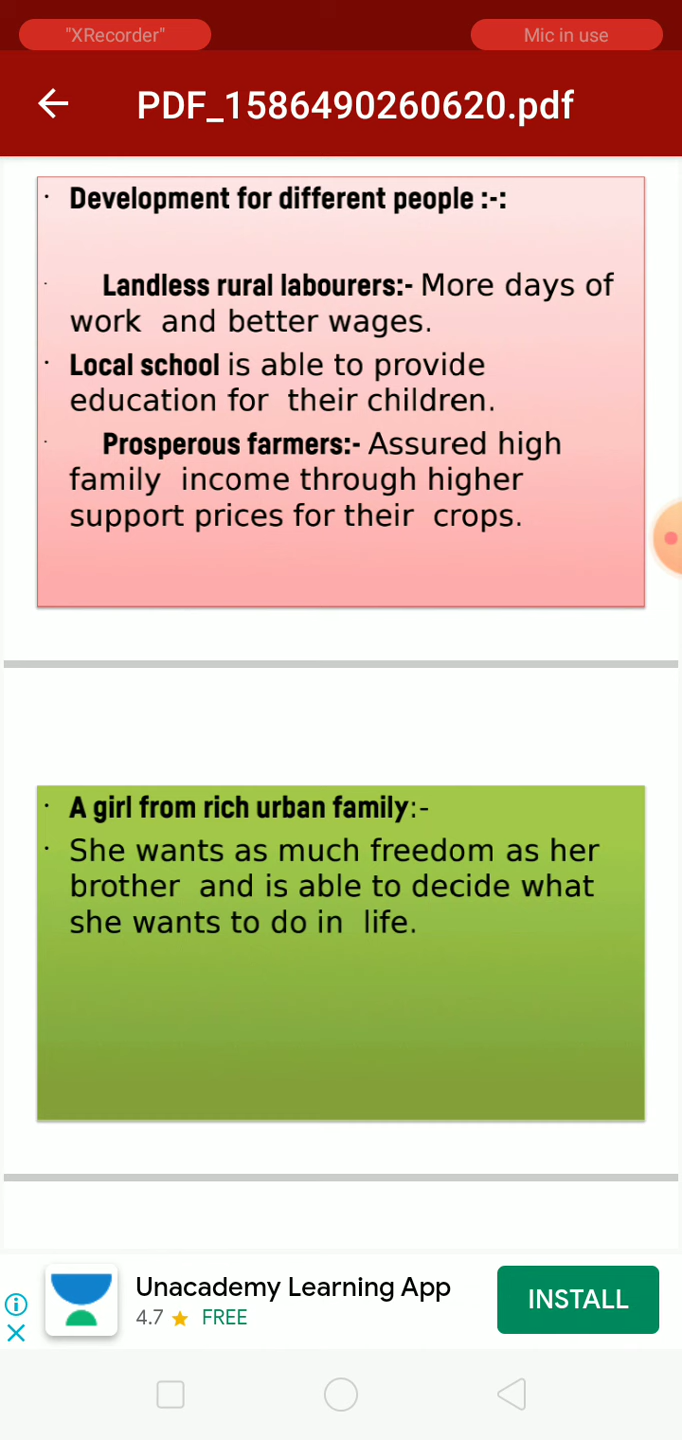 "XRecorder" Mic in use
PDF_1586490260620.pdf
· Development for different people :-:
· Landless rural labourers:- More days of
work and better wages.
· Local school is able to provide
education for their children.
· Prosperous farmers:- Assured high
family income through higher
support prices for their crops.
· A girl from rich urban family:-
· She wants as much freedom as her
brother and is able to decide what
she wants to do in life.
Unacademy Learning App
4.7 ★ FREE
INSTALL